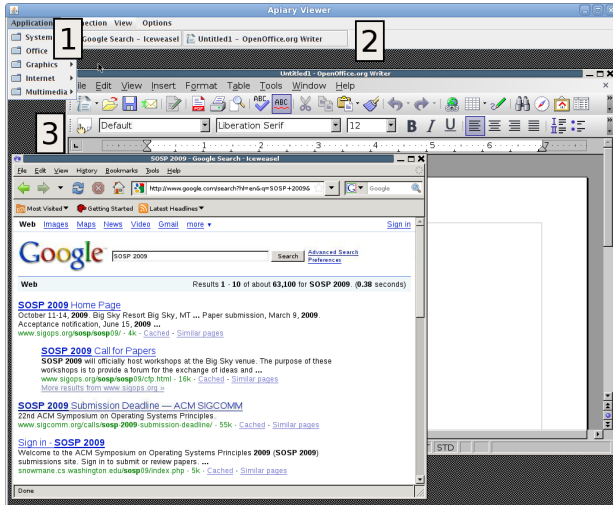 Apiary Viewer
Application nection View Options
System
Office
Graphics
Internet
Multimedia
1
2
3
Google Search - Iceweasel
Untitled1 - OpenOffice.org Writer
Untitled1 - OpenOffice.org Writer
ile Edit View Insert Format Table Tools Window Help
Default
Liberation Serif
12
B I U
1 2 3 4 5 6 7
SOSP 2009 - Google Search - Iceweasel
File Edit View History Bookmarks Tools Help
http://www.google.com/search?hl=en&q=SOSP+2009&
Google
Most Visited Getting Started Latest Headlines
Web Images Maps News Video Gmail more Sign in
Google
SOSP 2009
Search
Advanced Search
Preferences
Web Results 1 - 10 of about 63,100 for SOSP 2009. (0.38 seconds)
SOSP 2009 Home Page
October 11-14, 2009. Big Sky Resort Big Sky, MT ... Paper submission, March 9, 2009.
Acceptance notification, June 15, 2009 ...
www.sigops.org/sosp/sosp09/ - 4k - Cached - Similar pages
SOSP 2009 Call for Papers
SOSP 2009 will officially host workshops at the Big Sky venue. The purpose of these
workshops is to provide a forum for the exchange of ideas and ...
www.sigops.org/sosp/sosp09/cfp.html - 16k - Cached - Similar pages
More results from www.sigops.org »
SOSP 2009 Submission Deadline — ACM SIGCOMM
22nd ACM Symposium on Operating Systems Principles.
www.sigcomm.org/calls/sosp-2009-submission-deadline/ - 55k - Cached - Similar pages
Sign in - SOSP 2009
Welcome to the ACM Symposium on Operating Systems Principles 2009 (SOSP 2009)
submissions site. Sign in to submit or review papers. ...
snowmane.cs.washington.edu/sosp09/index.php - 5k - Cached - Similar pages
Done
STD